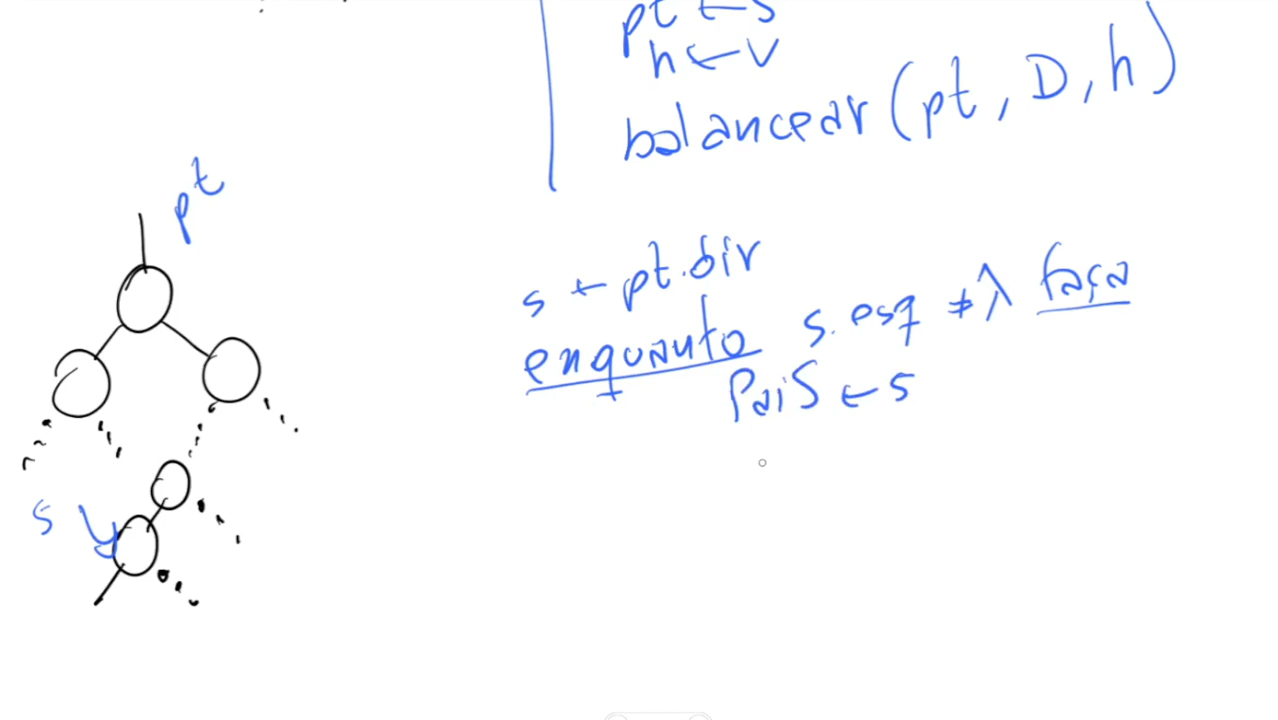 pt ← s
h ← V
balancear (pt, D, h)
pt
s ← pt.dir
enquanto s.esq ≠ λ faça
PaiS ← s
s